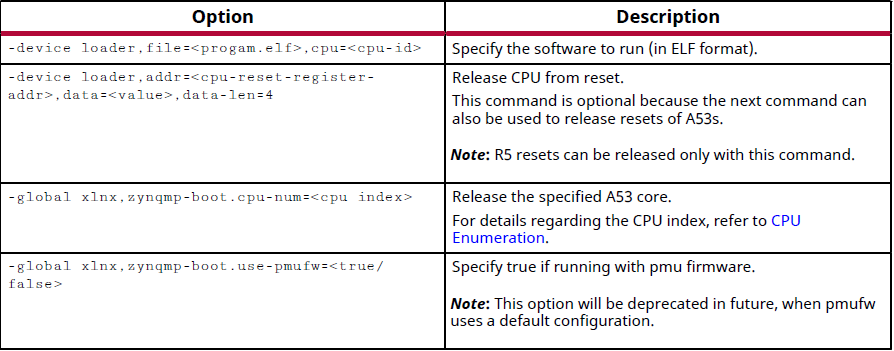 Option
Description
-device loader,file=<progam.elf>,cpu=<cpu-id>
Specify the software to run (in ELF format).
-device loader,addr=<cpu-reset-register-
addr>,data=<value>,data-len=4
Release CPU from reset.
This command is optional because the next command can
also be used to release resets of A53s.
Note: R5 resets can be released only with this command.
-global xlnx,zynqmp-boot.cpu-num=<cpu index>
Release the specified A53 core.
For details regarding the CPU index, refer to CPU
Enumeration.
-global xlnx,zynqmp-boot.use-pmufw=<true/
false>
Specify true if running with pmu firmware.
Note: This option will be deprecated in future, when pmufw
uses a default configuration.